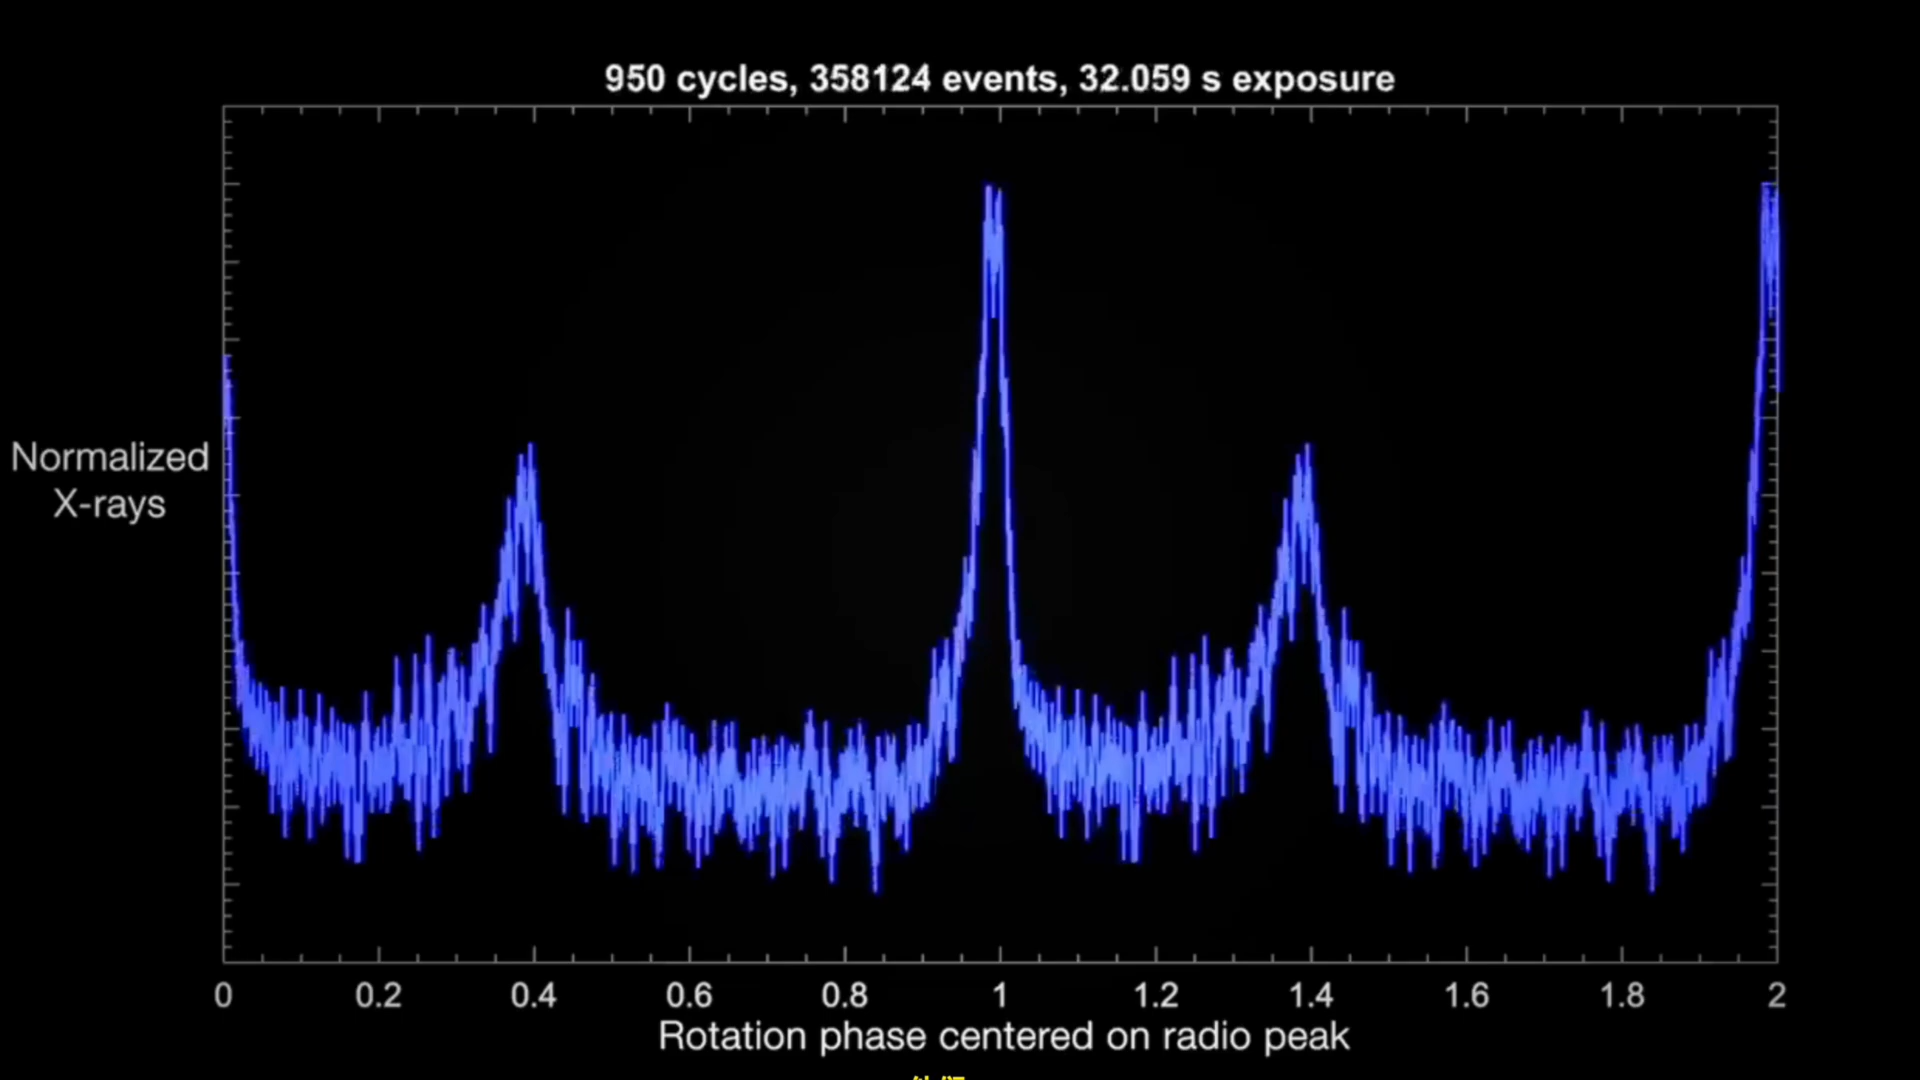 950 cycles, 358124 events, 32.059 s exposure
Normalized
X-rays
0 0.2 0.4 0.6 0.8 1 1.2 1.4 1.6 1.8 2
Rotation phase centered on radio peak